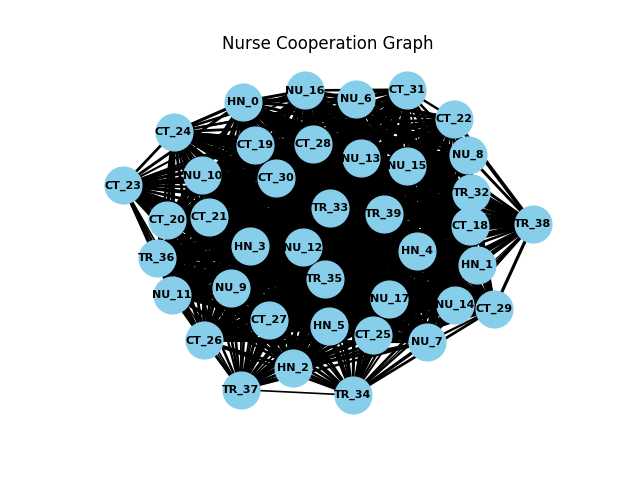 Nurse Cooperation Graph
NU_16
CT_31
NU_6
HN_0
CT_22
CT_24
CT_28
CT_19
NU_8
NU_13
NU_15
NU_10
CT_30
CT_23
TR_32
TR_33
TR_39
CT_21
CT_20
TR_38
CT_18
HN_3
NU_12
HN_4
TR_36
HN_1
TR_35
NU_9
NU_11
NU_17
NU_14
CT_29
CT_27
HN_5
CT_25
CT_26
NU_7
HN_2
TR_37
TR_34